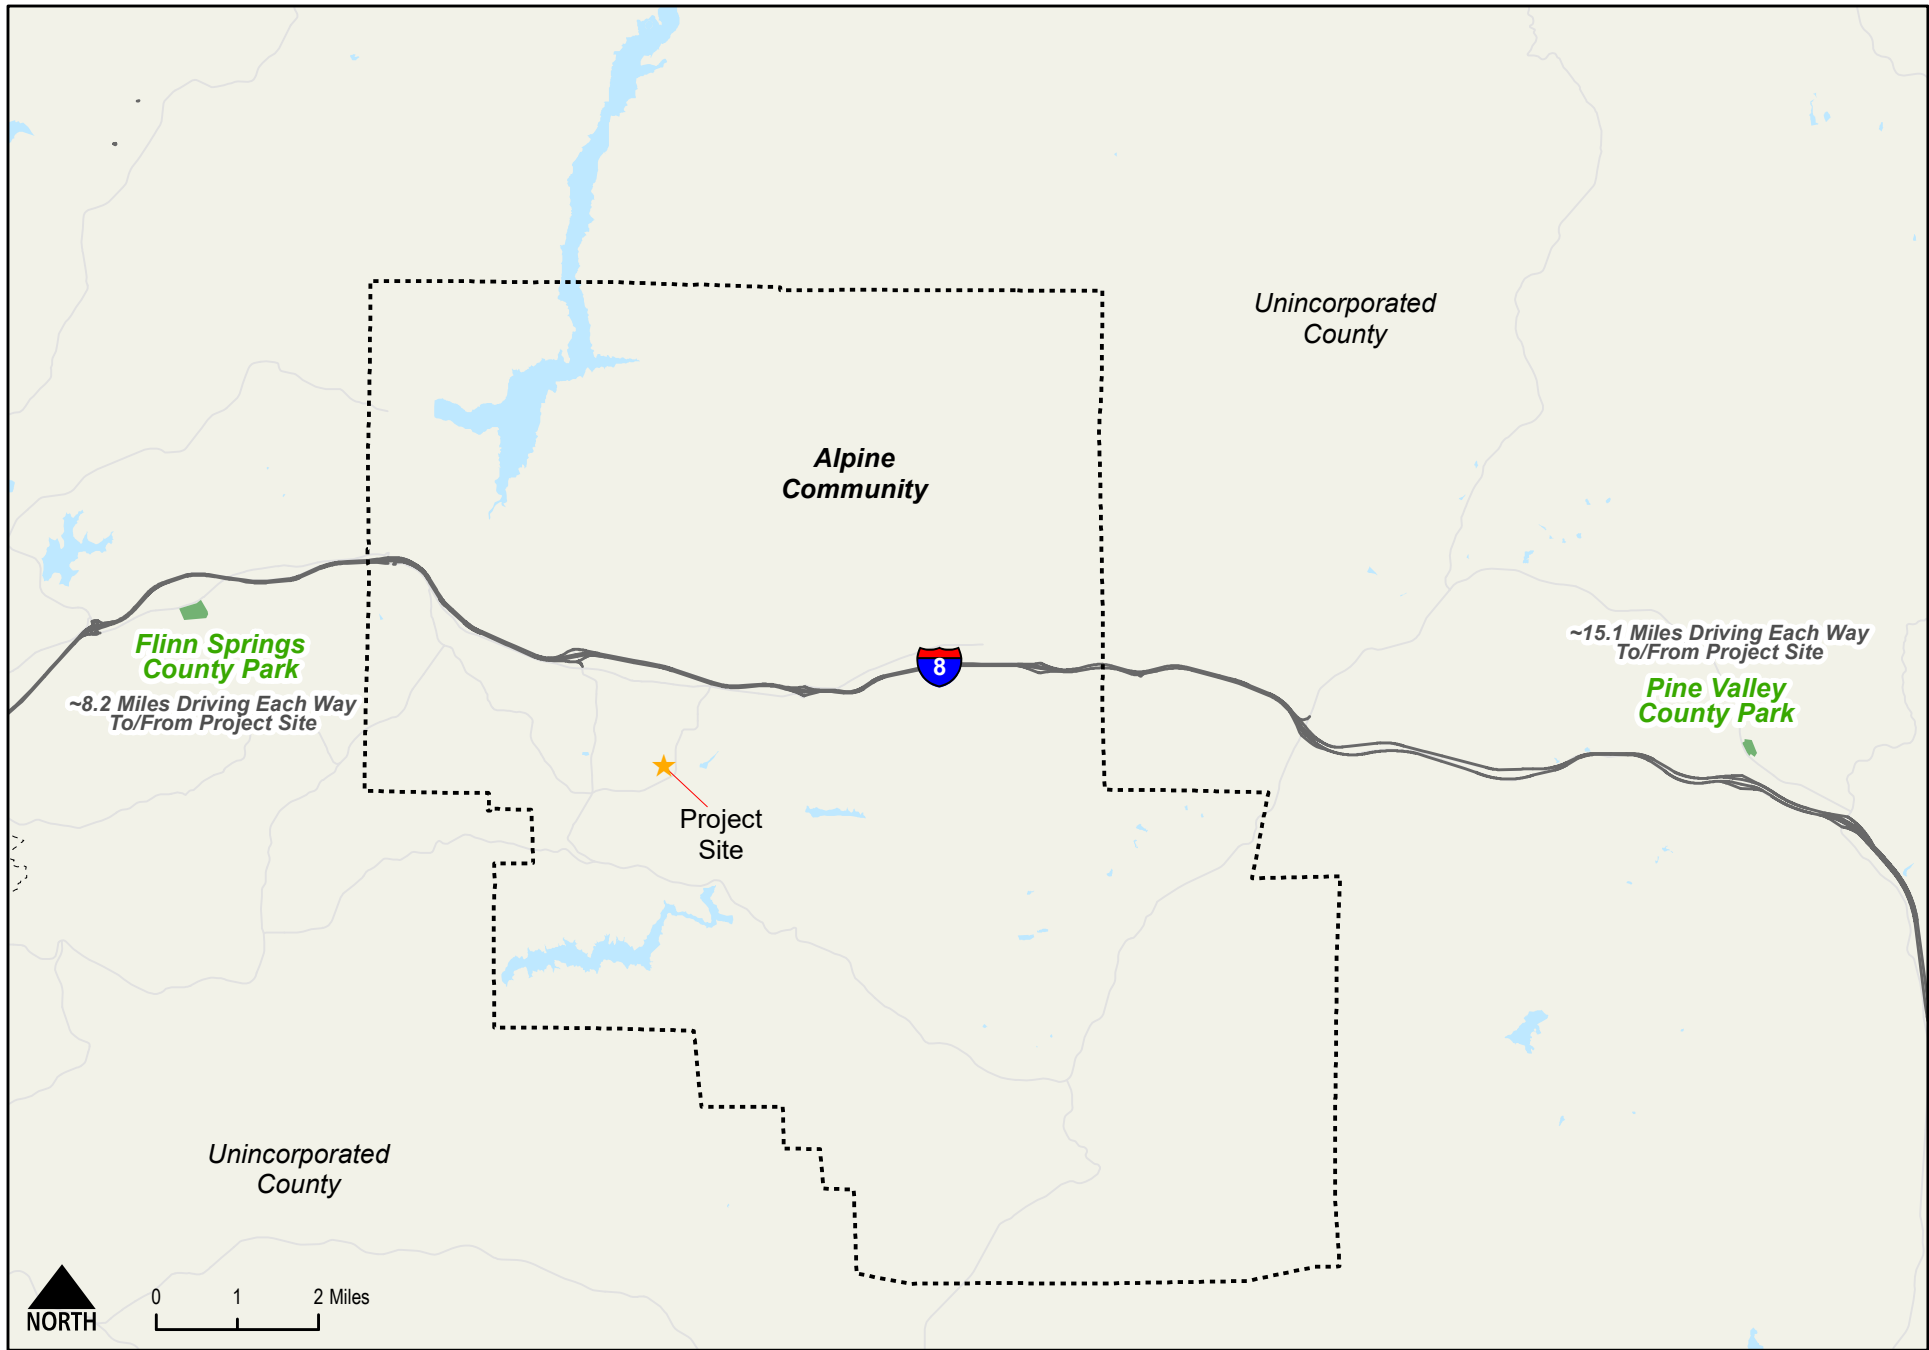 Unincorporated
County
Alpine
Community
8
Flinn Springs
County Park
~8.2 Miles Driving Each Way
To/From Project Site
~15.1 Miles Driving Each Way
To/From Project Site
Pine Valley
County Park
Project
Site
Unincorporated
County
NORTH
0 1 2 Miles